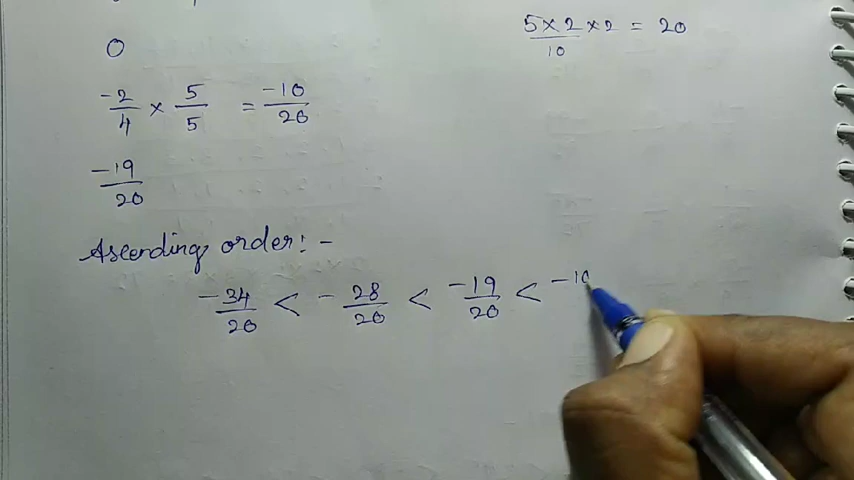 5×2/10 ×2 = 20
0
-2/4 × 5/5 = -10/20
-19/20
Ascending order:-
-34/20 < -28/20 < -19/20 < -10